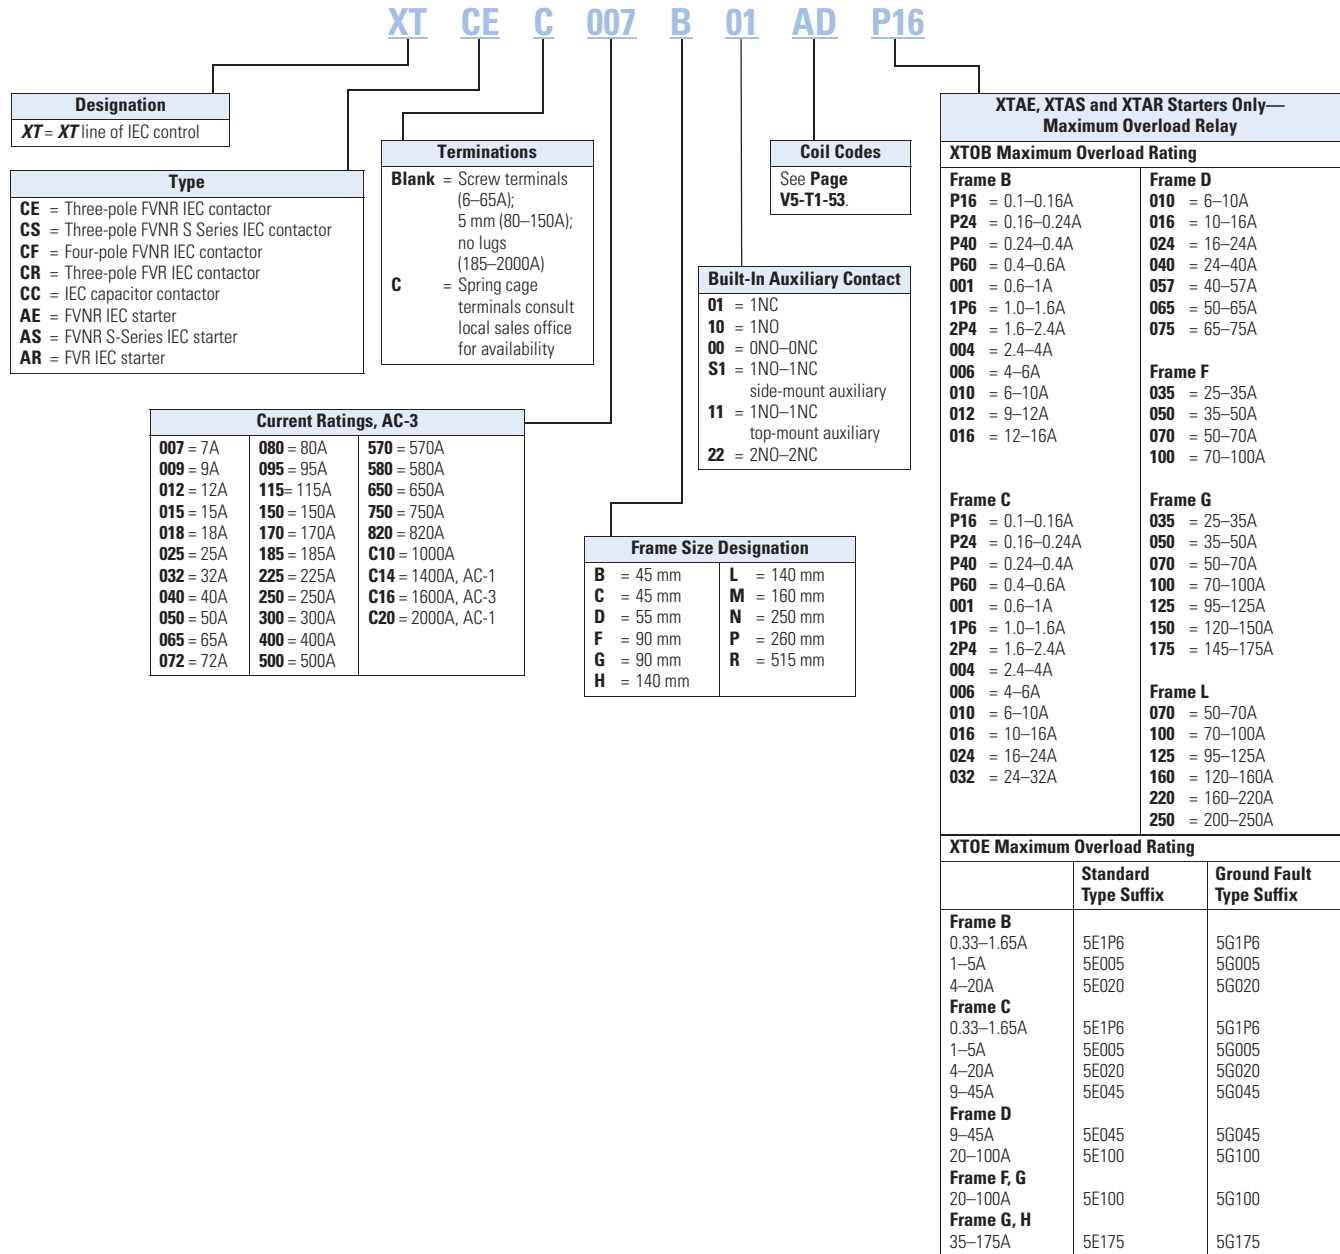 XT CE C 007 B 01 AD P16
Designation
XT = XT line of IEC control
Type
CE = Three-pole FVNR IEC contactor
CS = Three-pole FVNR S Series IEC contactor
CF = Four-pole FVNR IEC contactor
CR = Three-pole FVR IEC contactor
CC = IEC capacitor contactor
AE = FVNR IEC starter
AS = FVNR S-Series IEC starter
AR = FVR IEC starter
Terminations
Blank = Screw terminals
(6–65A);
5 mm (80–150A);
no lugs
(185–2000A)
C = Spring cage
terminals consult
local sales office
for availability
Current Ratings, AC-3
007 = 7A
009 = 9A
012 = 12A
015 = 15A
018 = 18A
025 = 25A
032 = 32A
040 = 40A
050 = 50A
065 = 65A
072 = 72A
080 = 80A
095 = 95A
115= 115A
150 = 150A
170 = 170A
185 = 185A
225 = 225A
250 = 250A
300 = 300A
400 = 400A
500 = 500A
570 = 570A
580 = 580A
650 = 650A
750 = 750A
820 = 820A
C10 = 1000A
C14 = 1400A, AC-1
C16 = 1600A, AC-3
C20 = 2000A, AC-1
Frame Size Designation
B = 45 mm
C = 45 mm
D = 55 mm
F = 90 mm
G = 90 mm
H = 140 mm
L = 140 mm
M = 160 mm
N = 250 mm
P = 260 mm
R = 515 mm
Built-In Auxiliary Contact
01 = 1NC
10 = 1NO
00 = 0NO–0NC
S1 = 1NO–1NC
side-mount auxiliary
11 = 1NO–1NC
top-mount auxiliary
22 = 2NO–2NC
Coil Codes
See Page
V5-T1-53.
XTAE, XTAS and XTAR Starters Only—
Maximum Overload Relay
XTOB Maximum Overload Rating
Frame B
P16 = 0.1–0.16A
P24 = 0.16–0.24A
P40 = 0.24–0.4A
P60 = 0.4–0.6A
001 = 0.6–1A
1P6 = 1.0–1.6A
2P4 = 1.6–2.4A
004 = 2.4–4A
006 = 4–6A
010 = 6–10A
012 = 9–12A
016 = 12–16A
Frame C
P16 = 0.1–0.16A
P24 = 0.16–0.24A
P40 = 0.24–0.4A
P60 = 0.4–0.6A
001 = 0.6–1A
1P6 = 1.0–1.6A
2P4 = 1.6–2.4A
004 = 2.4–4A
006 = 4–6A
010 = 6–10A
016 = 10–16A
024 = 16–24A
032 = 24–32A
Frame D
010 = 6–10A
016 = 10–16A
024 = 16–24A
040 = 24–40A
057 = 40–57A
065 = 50–65A
075 = 65–75A
Frame F
035 = 25–35A
050 = 35–50A
070 = 50–70A
100 = 70–100A
Frame G
035 = 25–35A
050 = 35–50A
070 = 50–70A
100 = 70–100A
125 = 95–125A
150 = 120–150A
175 = 145–175A
Frame L
070 = 50–70A
100 = 70–100A
125 = 95–125A
160 = 120–160A
220 = 160–220A
250 = 200–250A
XTOE Maximum Overload Rating
Standard
Type Suffix
Ground Fault
Type Suffix
Frame B
0.33–1.65A 5E1P6 5G1P6
1–5A 5E005 5G005
4–20A 5E020 5G020
Frame C
0.33–1.65A 5E1P6 5G1P6
1–5A 5E005 5G005
4–20A 5E020 5G020
9–45A 5E045 5G045
Frame D
9–45A 5E045 5G045
20–100A 5E100 5G100
Frame F, G
20–100A 5E100 5G100
Frame G, H
35–175A 5E175 5G175